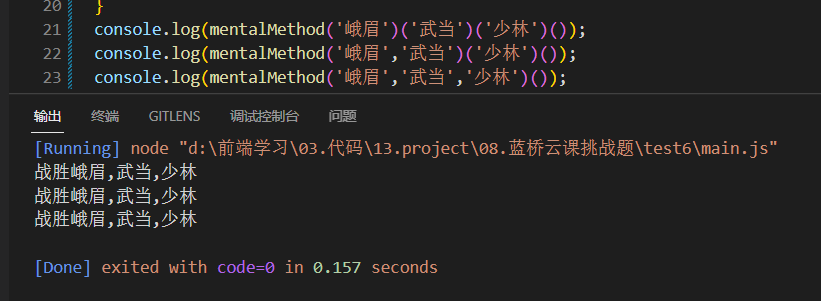 20 }
21 console.log(mentalMethod('峨眉')('武当')('少林')());
22 console.log(mentalMethod('峨眉','武当')('少林')());
23 console.log(mentalMethod('峨眉','武当','少林')());
输出 终端 GITLENS 调试控制台 问题
[Running] node "d:\前端学习\03.代码\13.project\08.蓝桥云课挑战题\test6\main.js"
战胜峨眉,武当,少林
战胜峨眉,武当,少林
战胜峨眉,武当,少林
[Done] exited with code=0 in 0.157 seconds